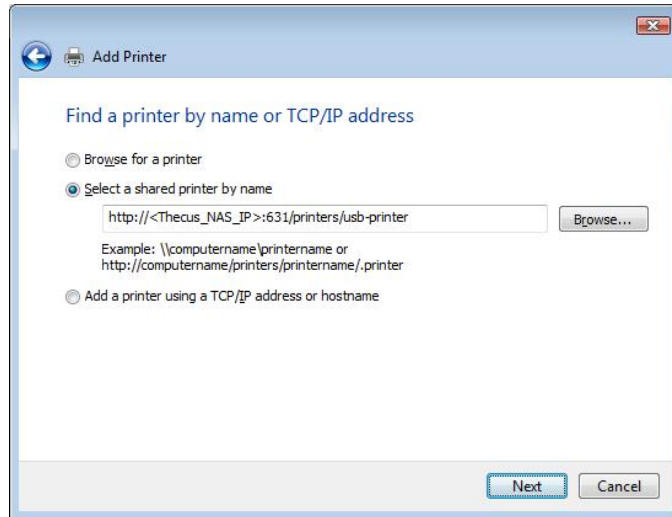 Add Printer
Find a printer by name or TCP/IP address
Browse for a printer
Select a shared printer by name
http://<Thecus_NAS_IP>:631/printers/usb-printer
Browse...
Example: \\computername\printername or
http://computername/printers/printername/.printer
Add a printer using a TCP/IP address or hostname
Next
Cancel